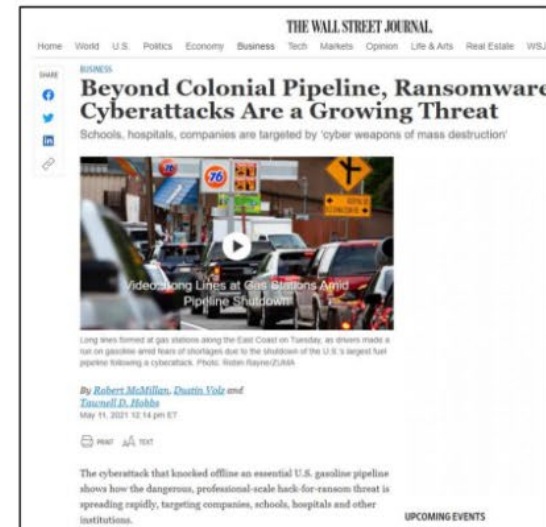 THE WALL STREET JOURNAL.
Home World U.S. Politics Economy Business Tech Markets Opinion Life & Arts Real Estate WSJ
SHARE
BUSINESS
Beyond Colonial Pipeline, Ransomware
Cyberattacks Are a Growing Threat
Schools, hospitals, companies are targeted by 'cyber weapons of mass destruction'
76
76
Video: Long Lines at Gas Stations Amid
Pipeline Shutdown
Long lines formed at gas stations along the East Coast on Tuesday, as drivers made a
run on gasoline amid fears of shortages due to the shutdown of the U.S.'s largest fuel
pipeline following a cyberattack. Photo: Robin Rayne/ZUMA
By Robert McMillan, Dustin Volz and
Tawnell D. Hobbs
May 11, 2021 12:14 pm ET
PRINT AA TEXT
The cyberattack that knocked offline an essential U.S. gasoline pipeline
shows how the dangerous, professional-scale hack-for-ransom threat is
spreading rapidly, targeting companies, schools, hospitals and other
institutions.
UPCOMING EVENTS